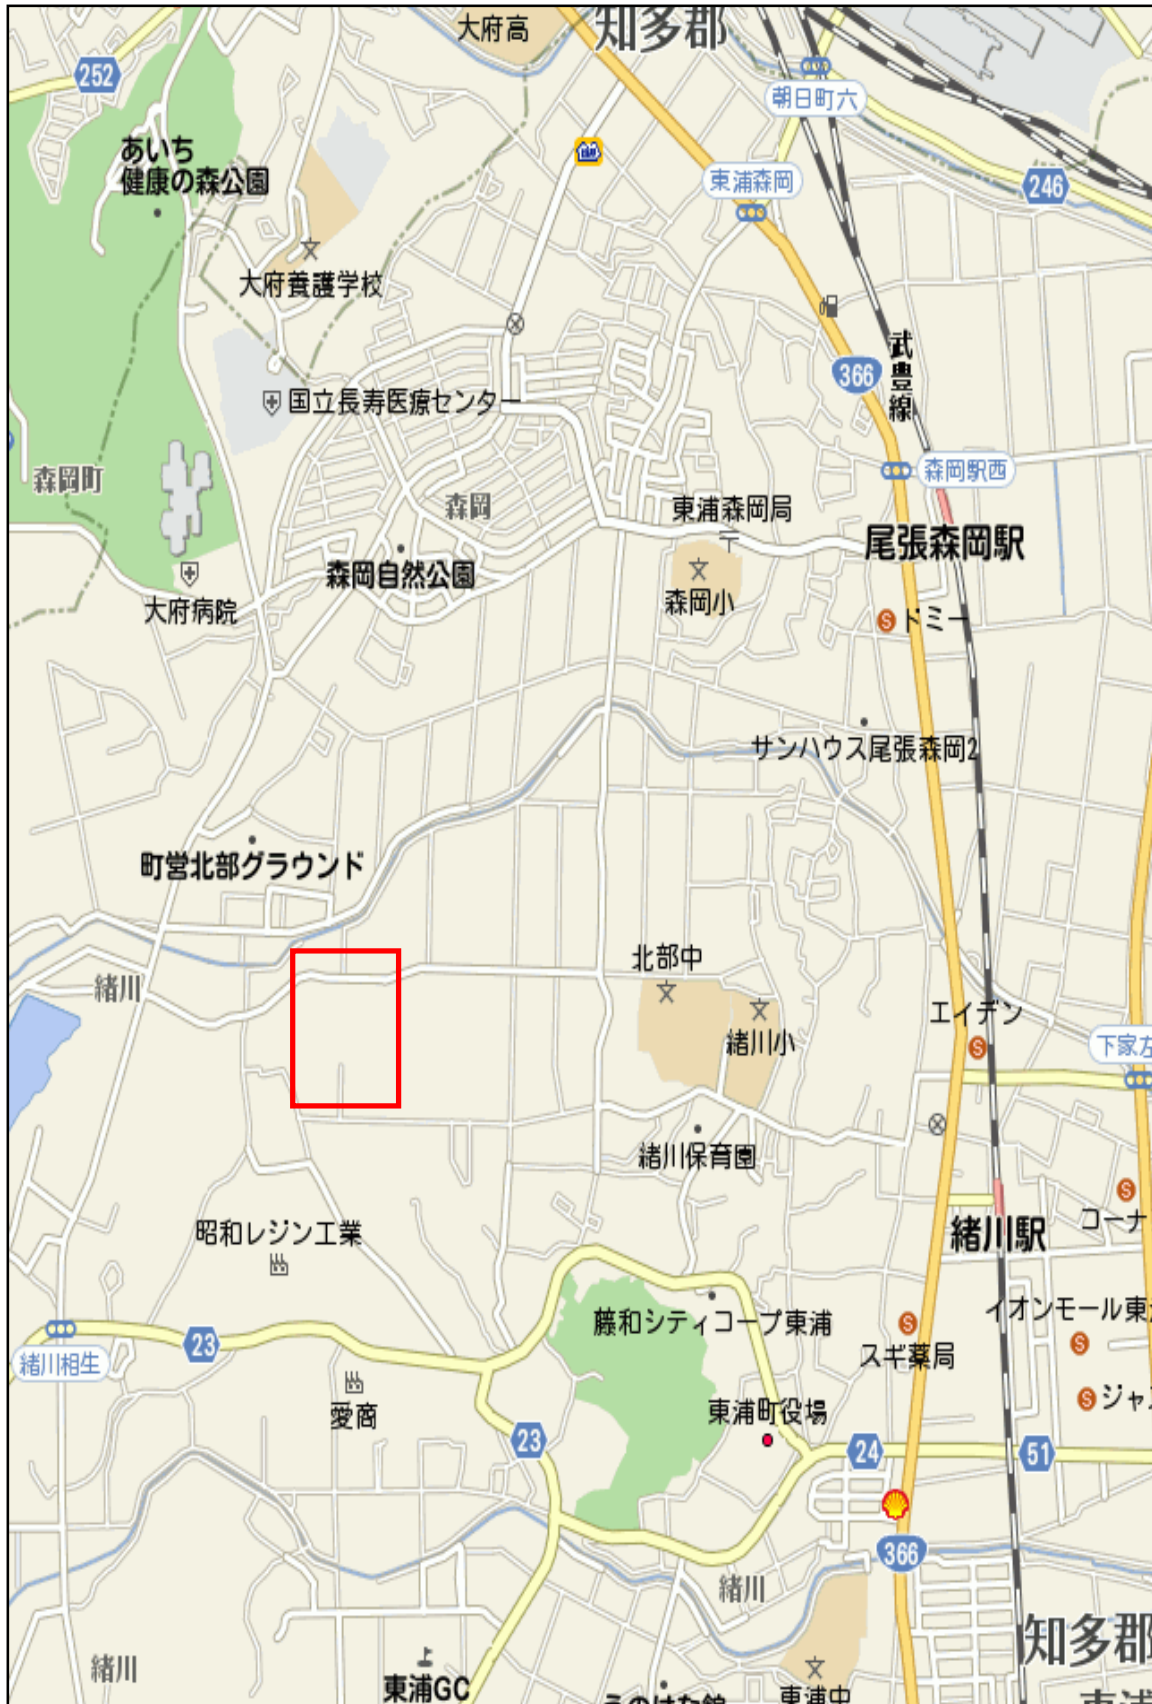 大府高
知多郡
252
朝日町六
あいち
健康の森公園
東浦森岡
246
大府養護学校
武豊線
366
国立長寿医療センター
森岡町
森岡
森岡駅西
東浦森岡局
尾張森岡駅
森岡自然公園
大府病院
森岡小
ドミー
サンハウス尾張森岡2
町営北部グラウンド
北部中
緒川
エイデン
緒川小
下家左
緒川保育園
昭和レジン工業
コーナ
緒川駅
藤和シティコープ東浦
イオンモール東
23
スギ薬局
緒川相生
愛商
東浦町役場
ジャ
23
24
51
366
緒川
知多郡
緒川
東浦GC
東浦中